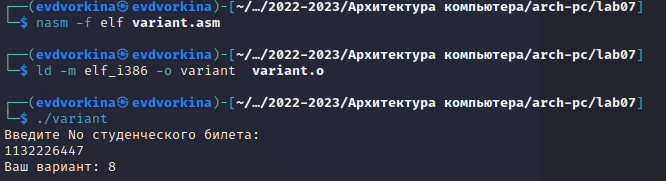 ┌──(evdvorkina㉿evdvorkina)-[~/…/2022-2023/Архитектура компьютера/arch-pc/lab07]
└─$ nasm -f elf variant.asm
┌──(evdvorkina㉿evdvorkina)-[~/…/2022-2023/Архитектура компьютера/arch-pc/lab07]
└─$ ld -m elf_i386 -o variant  variant.o
┌──(evdvorkina㉿evdvorkina)-[~/…/2022-2023/Архитектура компьютера/arch-pc/lab07]
└─$ ./variant
Введите No студенческого билета:
1132226447
Ваш вариант: 8